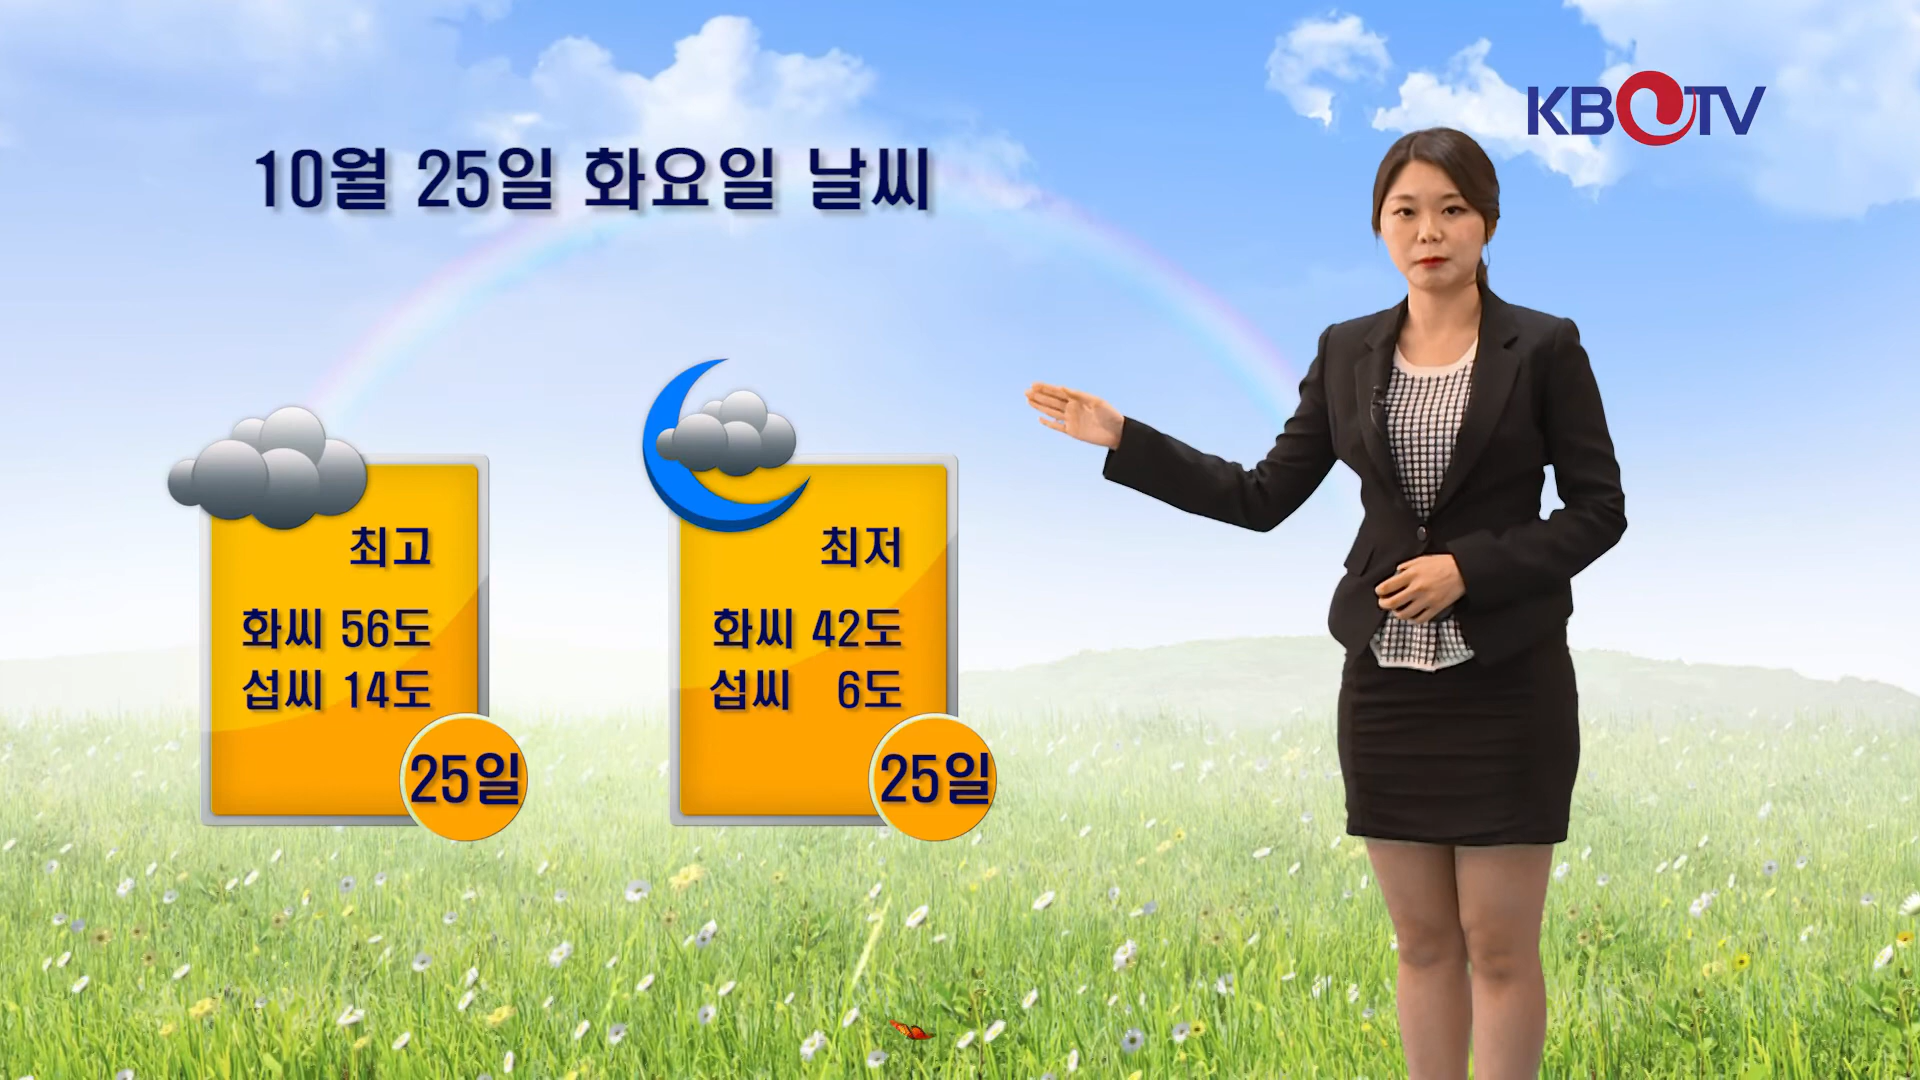 KBTV
10월 25일 화요일 날씨
최고
화씨 56도
섭씨 14도
25일
최저
화씨 42도
섭씨 6도
25일